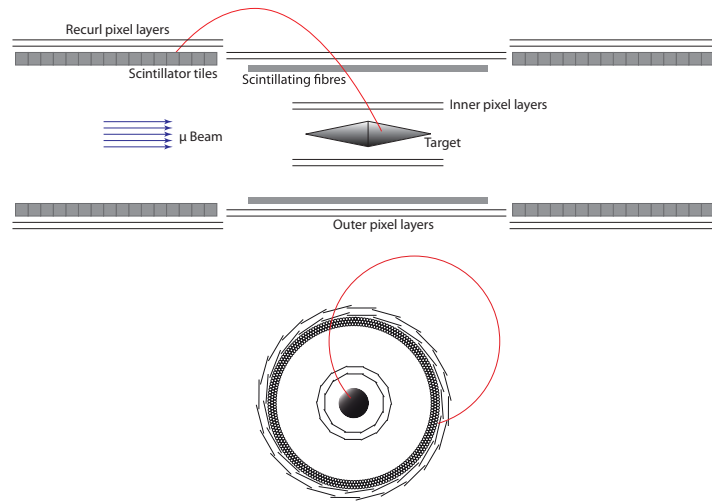 Recurl pixel layers
Scintillator tiles
Scintillating fibres
Inner pixel layers
μ Beam
Target
Outer pixel layers